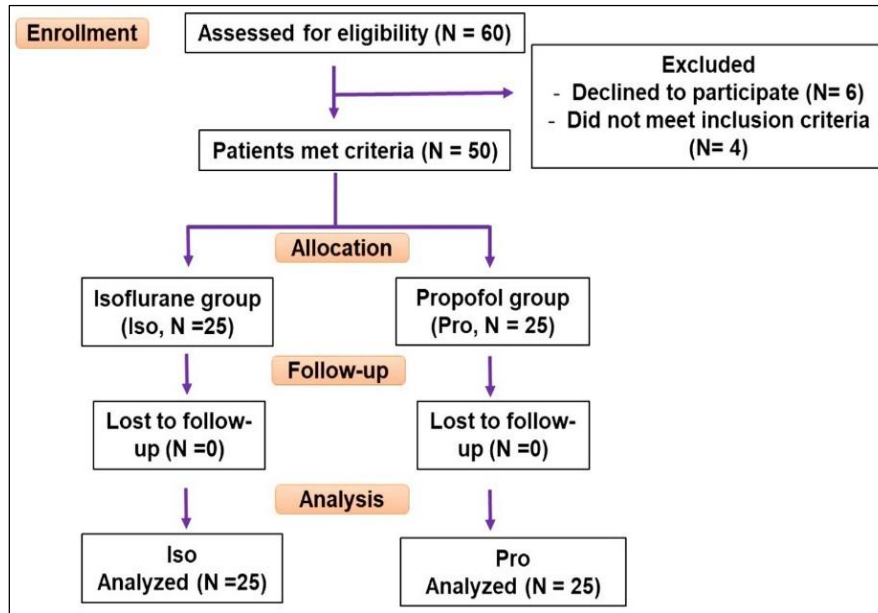 Enrollment
Assessed for eligibility (N = 60)
Excluded
- Declined to participate (N= 6)
- Did not meet inclusion criteria
(N= 4)
Patients met criteria (N = 50)
Allocation
Isoflurane group
(Iso, N =25)
Propofol group
(Pro, N = 25)
Follow-up
Lost to follow-
up (N =0)
Lost to follow-
up (N =0)
Analysis
Iso
Analyzed (N =25)
Pro
Analyzed (N = 25)